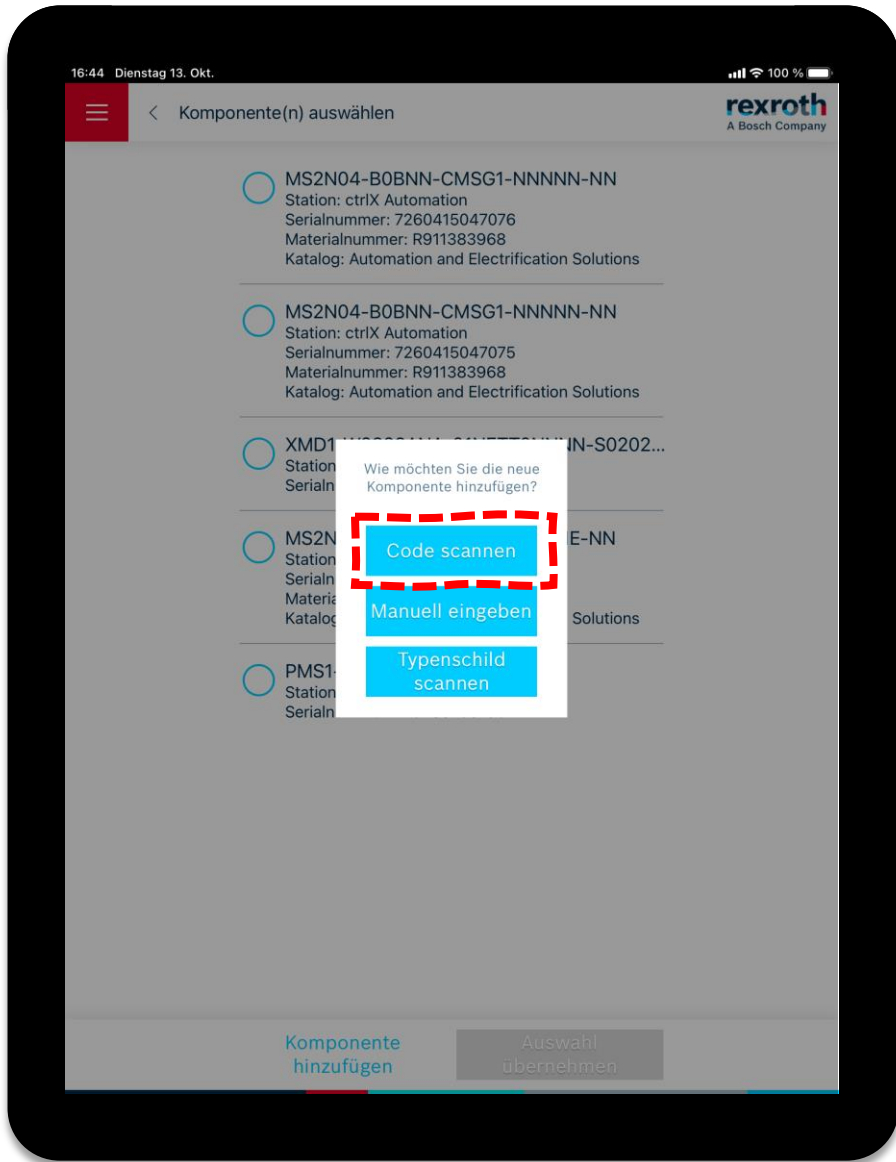 16:44 Dienstag 13. Okt.
100 %
Komponente(n) auswählen
rexroth
A Bosch Company
MS2N04-B0BNN-CMSG1-NNNNN-NN
Station: ctrlX Automation
Serialnummer: 7260415047076
Materialnummer: R911383968
Katalog: Automation and Electrification Solutions
MS2N04-B0BNN-CMSG1-NNNNN-NN
Station: ctrlX Automation
Serialnummer: 7260415047075
Materialnummer: R911383968
Katalog: Automation and Electrification Solutions
XMD1 NN-S0202...
Station
Serialn
MS2N E-NN
Station
Serialn
Materia
Katalog Solutions
PMS1-
Station
Serialn
Wie möchten Sie die neue
Komponente hinzufügen?
Code scannen
Manuell eingeben
Typenschild
scannen
Komponente
hinzufügen
Auswahl
übernehmen